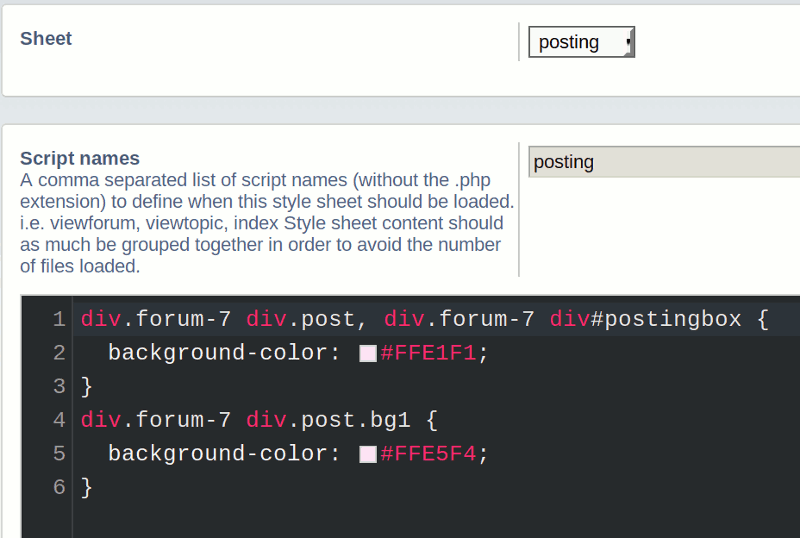 Sheet
posting
Script names
A comma separated list of script names (without the .php
extension) to define when this style sheet should be loaded.
i.e. viewforum, viewtopic, index Style sheet content should
as much be grouped together in order to avoid the number
of files loaded.
posting
1 div.forum-7 div.post, div.forum-7 div#postingbox {
2   background-color: #FFE1F1;
3 }
4 div.forum-7 div.post.bg1 {
5   background-color: #FFE5F4;
6 }